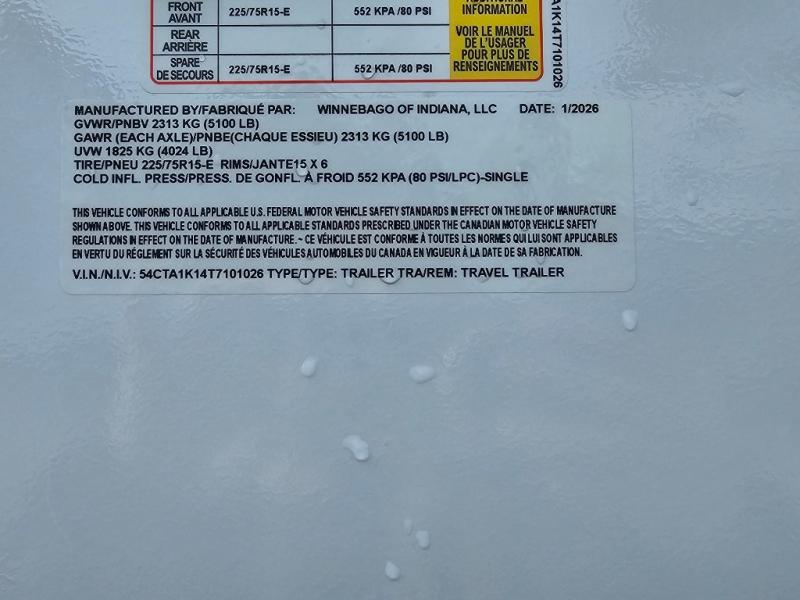 ADDITIONAL
FRONT AVANT 225/75R15-E 552 KPA /80 PSI INFORMATION
REAR ARRIÈRE
VOIR LE MANUEL
DE L'USAGER
POUR PLUS DE
RENSEIGNEMENTS
SPARE DE SECOURS 225/75R15-E 552 KPA /80 PSI
A1K14T7101026
MANUFACTURED BY/FABRIQUÉ PAR: WINNEBAGO OF INDIANA, LLC DATE: 1/2026
GVWR/PNBV 2313 KG (5100 LB)
GAWR (EACH AXLE)/PNBE(CHAQUE ESSIEU) 2313 KG (5100 LB)
UVW 1825 KG (4024 LB)
TIRE/PNEU 225/75R15-E RIMS/JANTE15 X 6
COLD INFL. PRESS/PRESS. DE GONFL. À FROID 552 KPA (80 PSI/LPC)-SINGLE
THIS VEHICLE CONFORMS TO ALL APPLICABLE U.S. FEDERAL MOTOR VEHICLE SAFETY STANDARDS IN EFFECT ON THE DATE OF MANUFACTURE
SHOWN ABOVE. THIS VEHICLE CONFORMS TO ALL APPLICABLE STANDARDS PRESCRIBED UNDER THE CANADIAN MOTOR VEHICLE SAFETY
REGULATIONS IN EFFECT ON THE DATE OF MANUFACTURE.~ CE VÉHICULE EST CONFORME À TOUTES LES NORMES QUI LUI SONT APPLICABLES
EN VERTU DU RÉGLEMENT SUR LA SÉCURITÉ DES VÉHICULES AUTOMOBILES DU CANADA EN VIGUEUR À LA DATE DE SA FABRICATION.
V.I.N./N.I.V.: 54CTA1K14T7101026 TYPE/TYPE: TRAILER TRA/REM: TRAVEL TRAILER